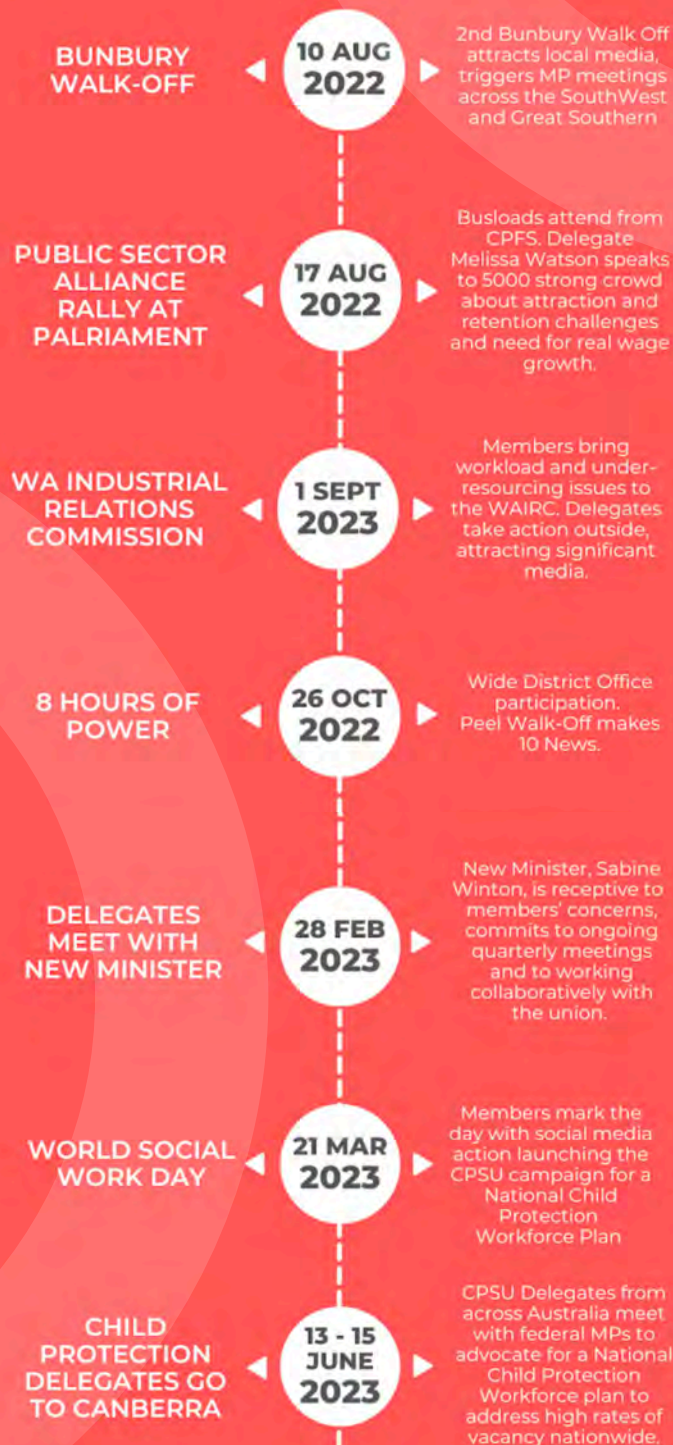 BUNBURY
WALK-OFF
10 AUG
2022
2nd Bunbury Walk Off
attracts local media,
triggers MP meetings
across the SouthWest
and Great Southern
PUBLIC SECTOR
ALLIANCE
RALLY AT
PALRIAMENT
17 AUG
2022
Busloads attend from
CPFS. Delegate
Melissa Watson speaks
to 5000 strong crowd
about attraction and
retention challenges
and need for real wage
growth.
WA INDUSTRIAL
RELATIONS
COMMISSION
1 SEPT
2023
Members bring
workload and under-
resourcing issues to
the WAIRC. Delegates
take action outside,
attracting significant
media.
8 HOURS OF
POWER
26 OCT
2022
Wide District Office
participation.
Peel Walk-Off makes
10 News.
DELEGATES
MEET WITH
NEW MINISTER
28 FEB
2023
New Minister, Sabine
Winton, is receptive to
members' concerns,
commits to ongoing
quarterly meetings
and to working
collaboratively with
the union.
WORLD SOCIAL
WORK DAY
21 MAR
2023
Members mark the
day with social media
action launching the
CPSU campaign for a
National Child
Protection
Workforce Plan
CHILD
PROTECTION
DELEGATES GO
TO CANBERRA
13 - 15
JUNE
2023
CPSU Delegates from
across Australia meet
with federal MPs to
advocate for a National
Child Protection
Workforce plan to
address high rates of
vacancy nationwide.